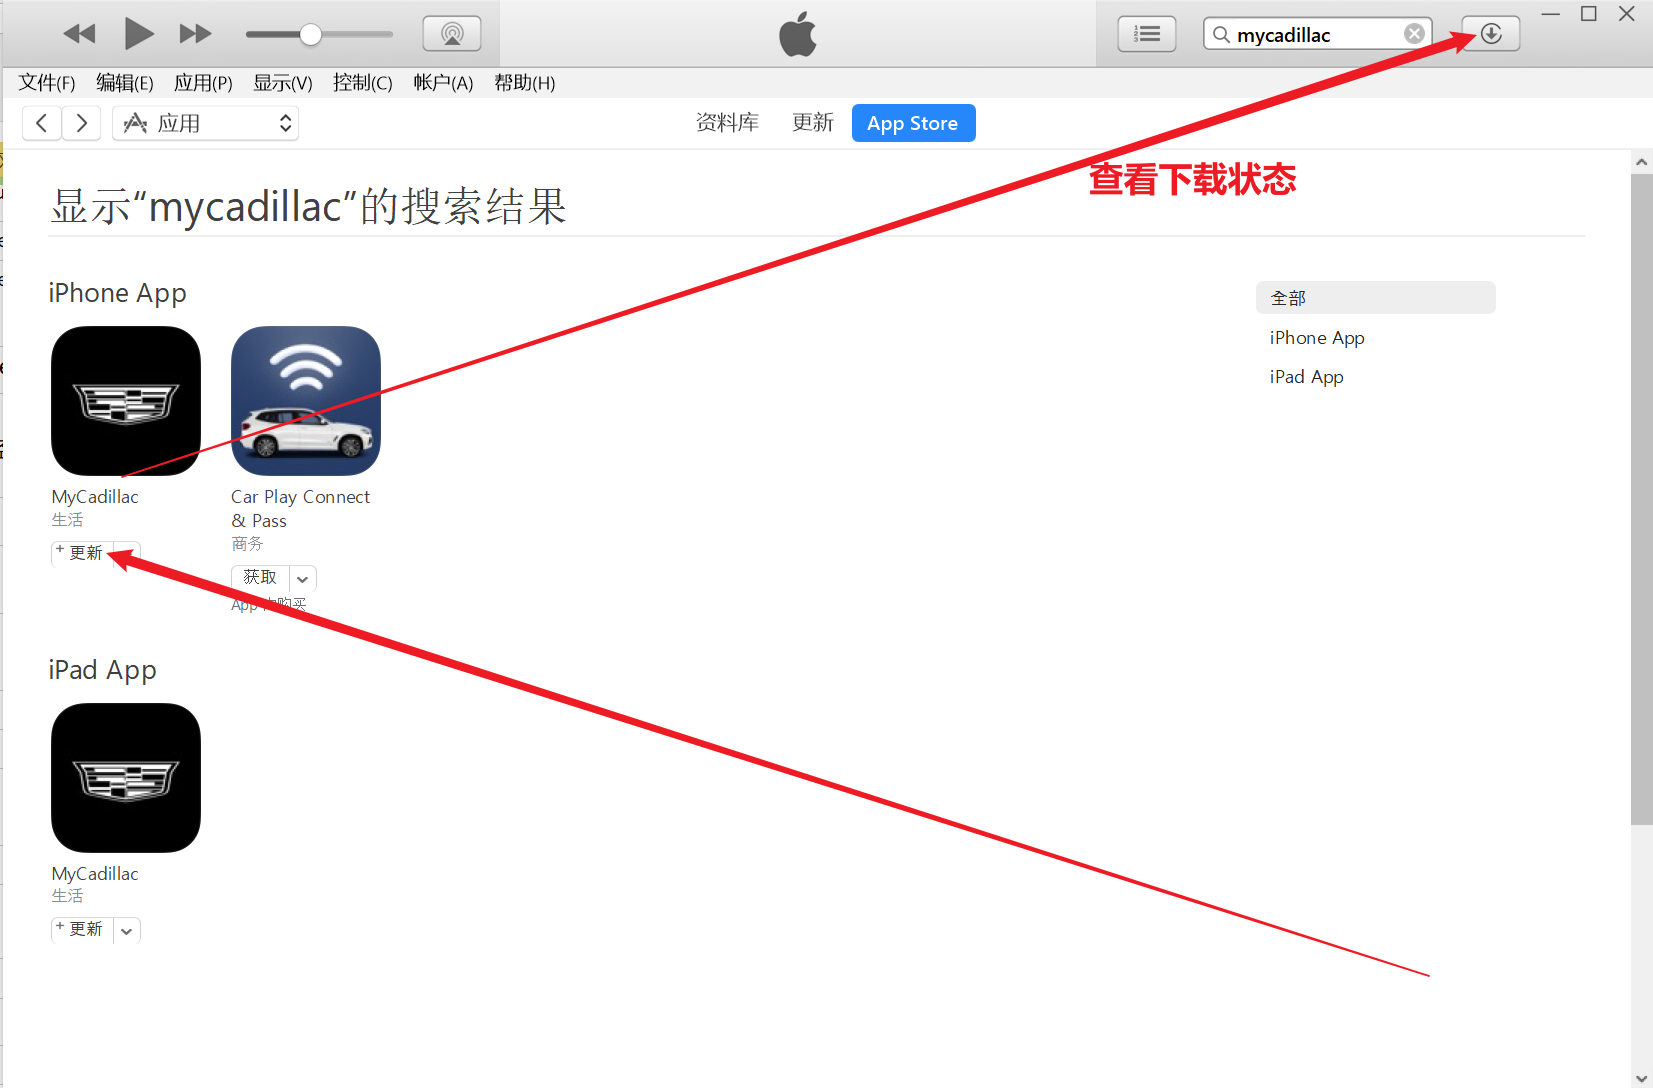 mycadillac
文件(F) 编辑(E) 应用(P) 显示(V) 控制(C) 帐户(A) 帮助(H)
应用
资料库 更新 App Store
查看下载状态
显示“mycadillac”的搜索结果
iPhone App
全部
iPhone App
iPad App
MyCadillac
生活
+ 更新
Car Play Connect
& Pass
商务
获取
App 内购买
iPad App
MyCadillac
生活
+ 更新